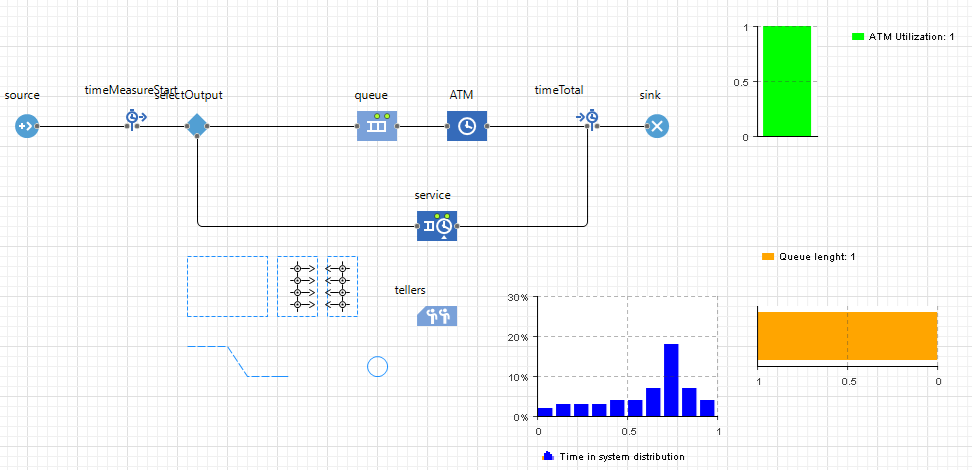 source
timeMeasureStart
selectOutput
queue
ATM
timeTotal
sink
service
tellers
1
0.5
0
ATM Utilization: 1
Queue lenght: 1
1
0.5
0
30%
20%
10%
0%
0
0.5
1
Time in system distribution